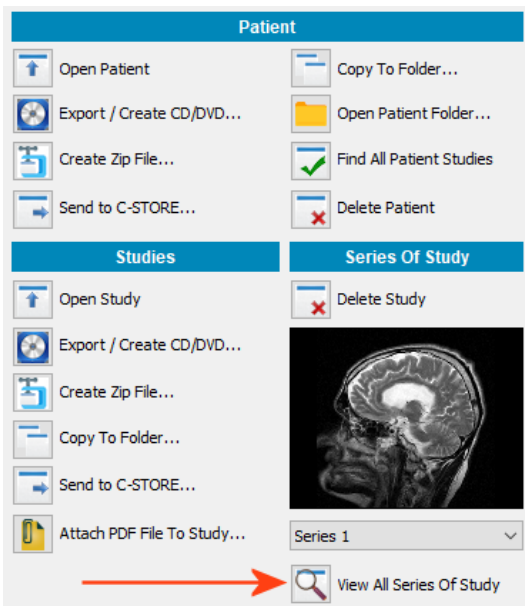 Patient
Open Patient
Copy To Folder...
Export / Create CD/DVD...
Open Patient Folder...
Create Zip File...
Find All Patient Studies
Send to C-STORE...
Delete Patient
Studies
Series Of Study
Open Study
Delete Study
Export / Create CD/DVD...
Create Zip File...
Copy To Folder...
Send to C-STORE...
Attach PDF File To Study...
Series 1
View All Series Of Study